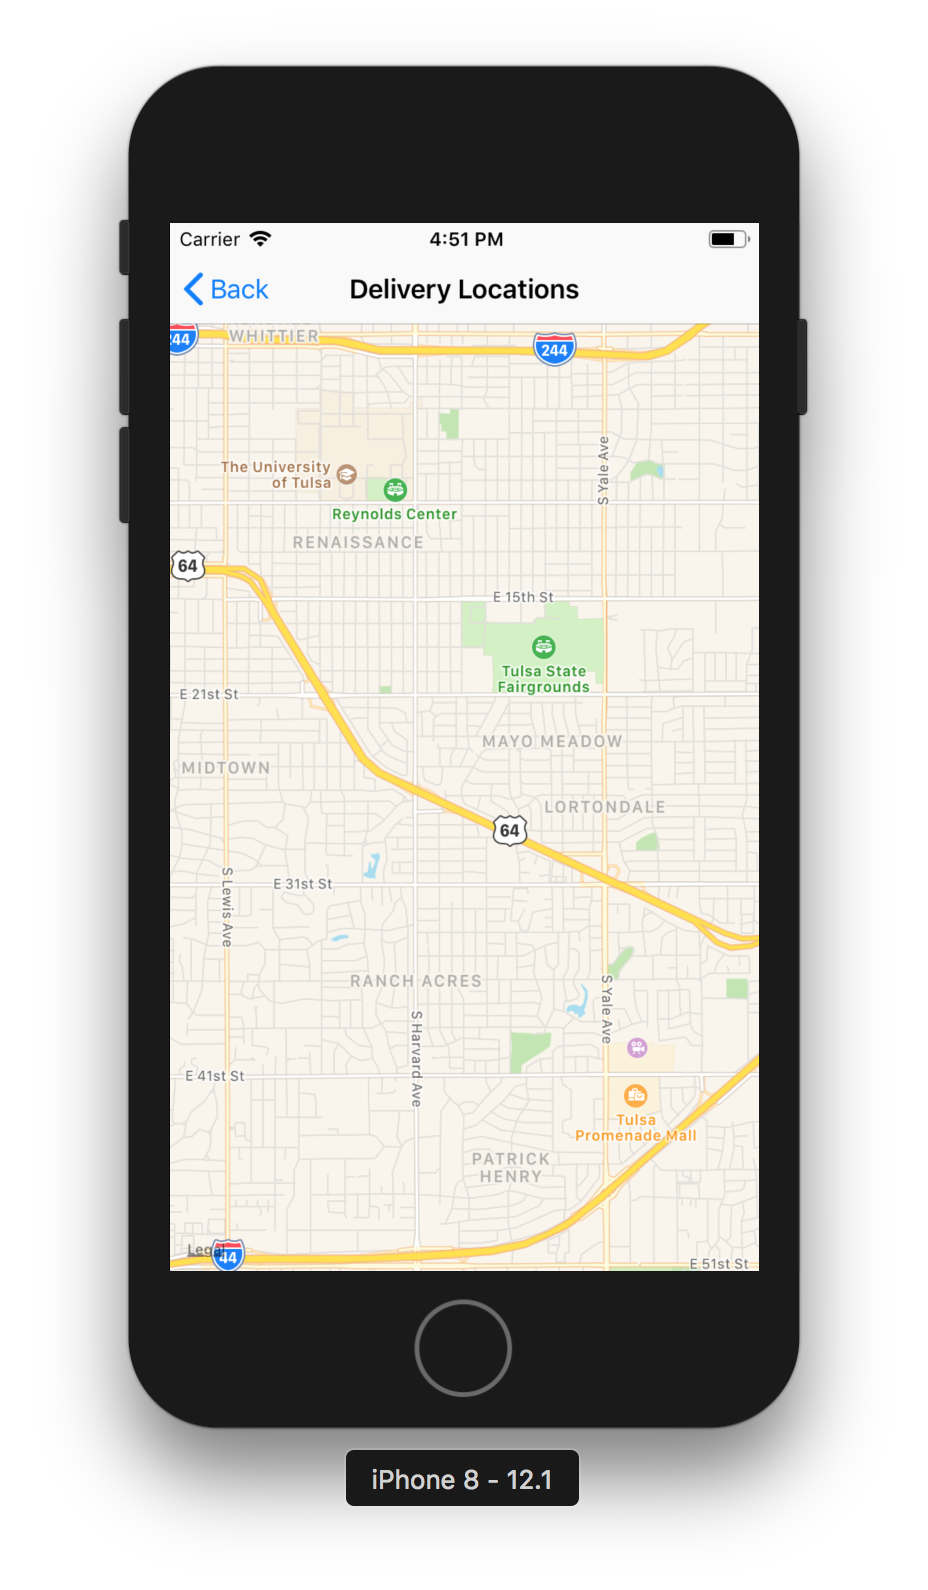 Carrier
4:51 PM
Back
Delivery Locations
244
WHITTIER
244
S Yale Ave
The University
of Tulsa
Reynolds Center
RENAISSANCE
64
E 15th St
Tulsa State
Fairgrounds
E 21st St
MAYO MEADOW
MIDTOWN
LORTONDALE
64
S Lewis Ave
E 31st St
RANCH ACRES
S Yale Ave
S Harvard Ave
E 41st St
Tulsa
Promenade Mall
PATRICK
HENRY
Legal
44
E 51st St
iPhone 8 - 12.1